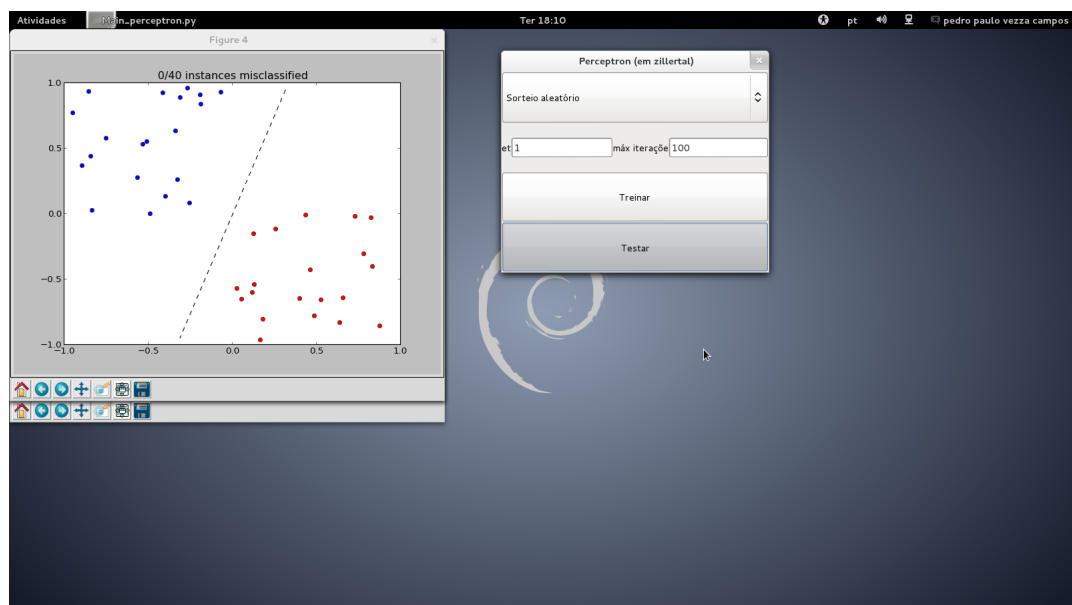 Atividades Main_perceptron.py Ter 18:10 pt pedro paulo vezza campos
Figure 4
0/40 instances misclassified
1.0
0.5
0.0
−0.5
−1.0
−1.0 −0.5 0.0 0.5 1.0
Perceptron (em zillertal)
Sorteio aleatório
et 1 máx iteraçõe 100
Treinar
Testar